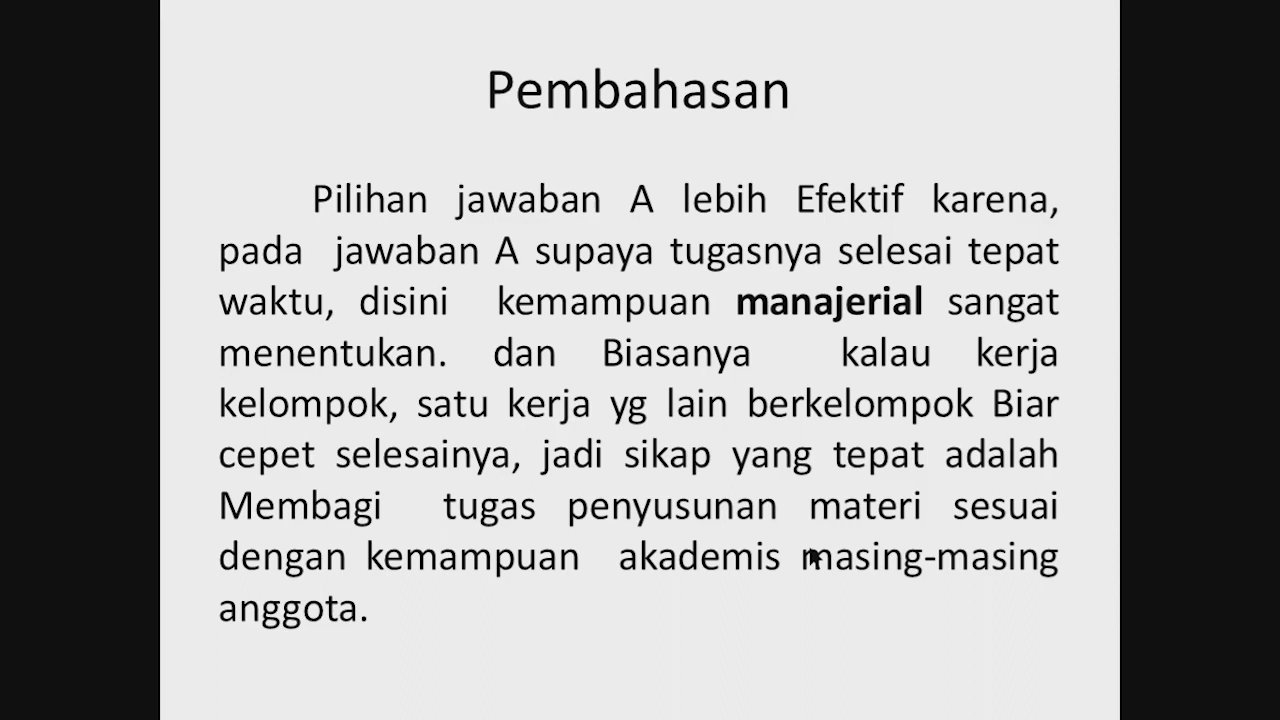 Pembahasan
Pilihan jawaban A lebih Efektif karena,
pada jawaban A supaya tugasnya selesai tepat
waktu, disini kemampuan manajerial sangat
menentukan. dan Biasanya kalau kerja
kelompok, satu kerja yg lain berkelompok Biar
cepet selesainya, jadi sikap yang tepat adalah
Membagi tugas penyusunan materi sesuai
dengan kemampuan akademis masing-masing
anggota.